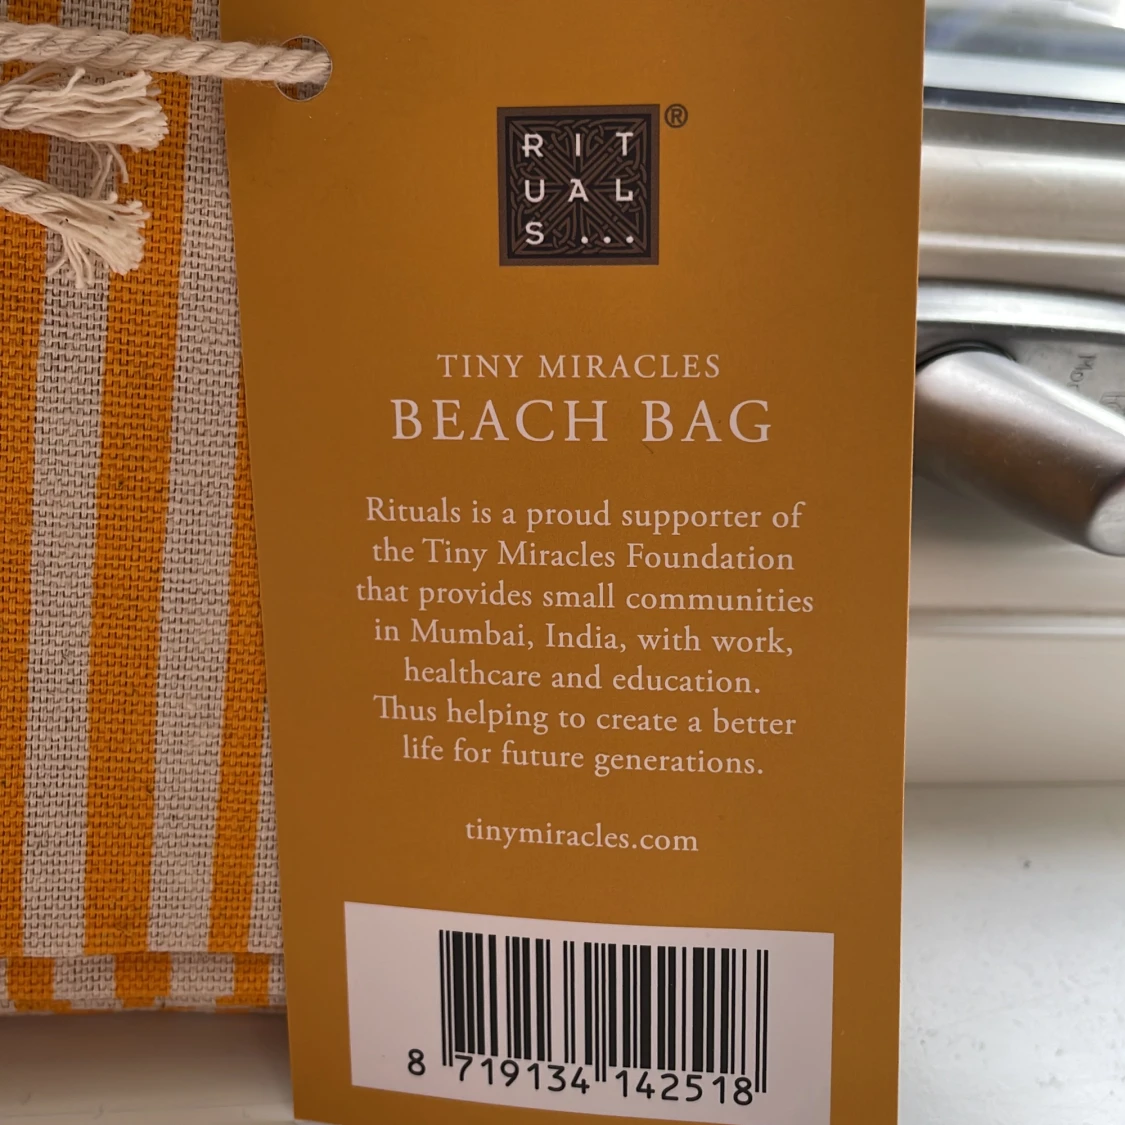 R I T
U A L
S ...
®
TINY MIRACLES
BEACH BAG
Rituals is a proud supporter of
the Tiny Miracles Foundation
that provides small communities
in Mumbai, India, with work,
healthcare and education.
Thus helping to create a better
life for future generations.
tinymiracles.com
8 719134 142518